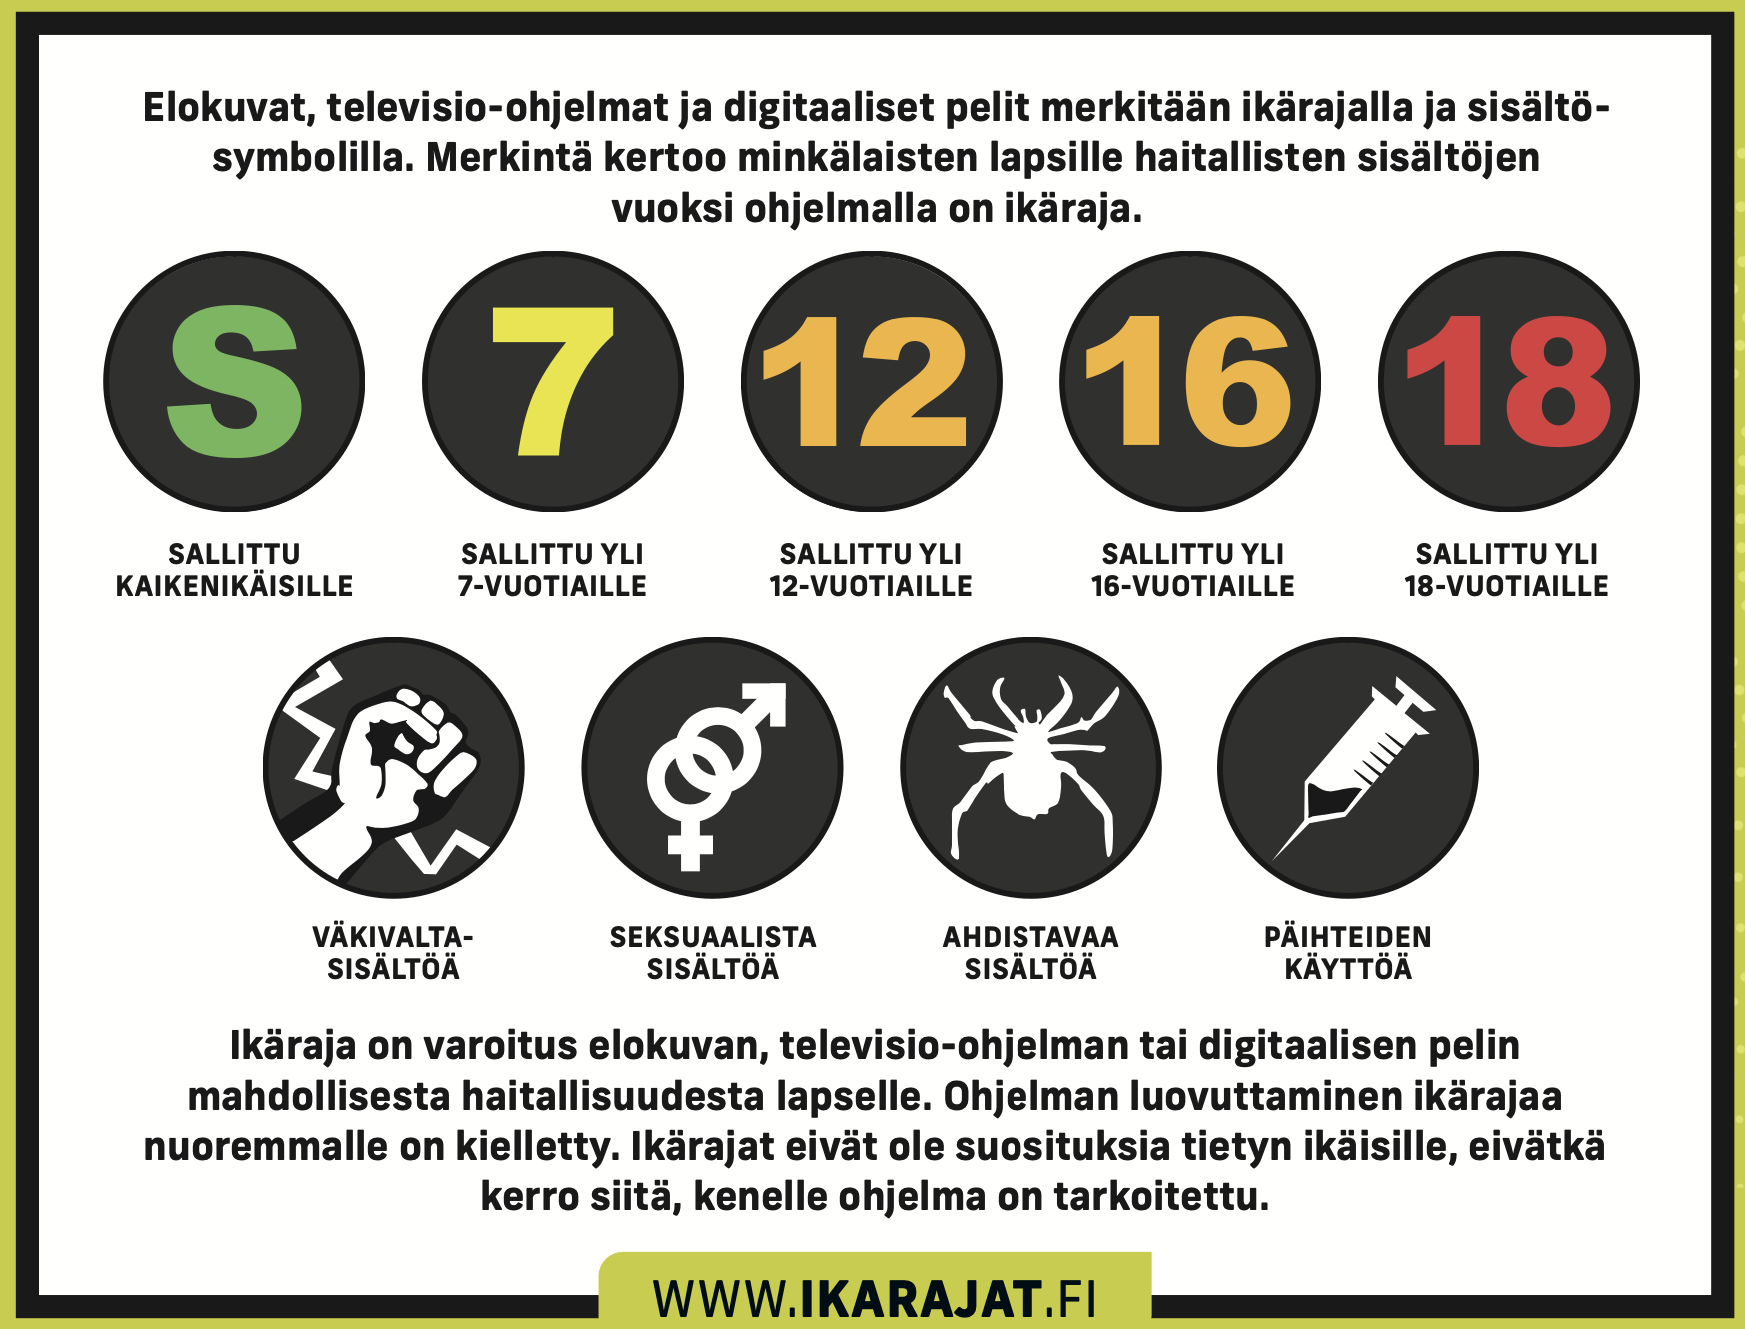 Elokuvat, televisio-ohjelmat ja digitaaliset pelit merkitään ikärajalla ja sisältö-
symbolilla. Merkintä kertoo minkälaisten lapsille haitallisten sisältöjen
vuoksi ohjelmalla on ikäraja.
S 7 12 16 18
SALLITTU KAIKENIKÄISILLE
SALLITTU YLI 7-VUOTIAILLE
SALLITTU YLI 12-VUOTIAILLE
SALLITTU YLI 16-VUOTIAILLE
SALLITTU YLI 18-VUOTIAILLE
VÄKIVALTA-
SISÄLTÖÄ
SEKSUAALISTA
SISÄLTÖÄ
AHDISTAVAA
SISÄLTÖÄ
PÄIHTEIDEN
KÄYTTÖÄ
Ikäraja on varoitus elokuvan, televisio-ohjelman tai digitaalisen pelin
mahdollisesta haitallisuudesta lapselle. Ohjelman luovuttaminen ikärajaa
nuoremmalle on kielletty. Ikärajat eivät ole suosituksia tietyn ikäisille, eivätkä
kerro siitä, kenelle ohjelma on tarkoitettu.
WWW.IKARAJAT.FI